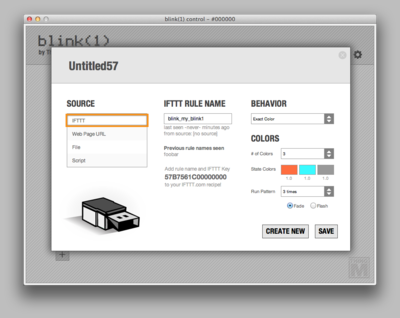 blink(1) control – #000000
blink(1)
by
Untitled57
SOURCE
IFTTT
Web Page URL
File
Script
IFTTT RULE NAME
blink_my_blink1
last seen -never- minutes ago
from source: [no source]
Previous rule names seen
foobar
Add rule name and IFTTT Key
57B7561C00000000
to your IFTTT.com recipe!
BEHAVIOR
Exact Color
COLORS
# of Colors
3
State Colors
1.0 1.0 1.0
Run Pattern
3 times
Fade Flash
CREATE NEW SAVE
+
M